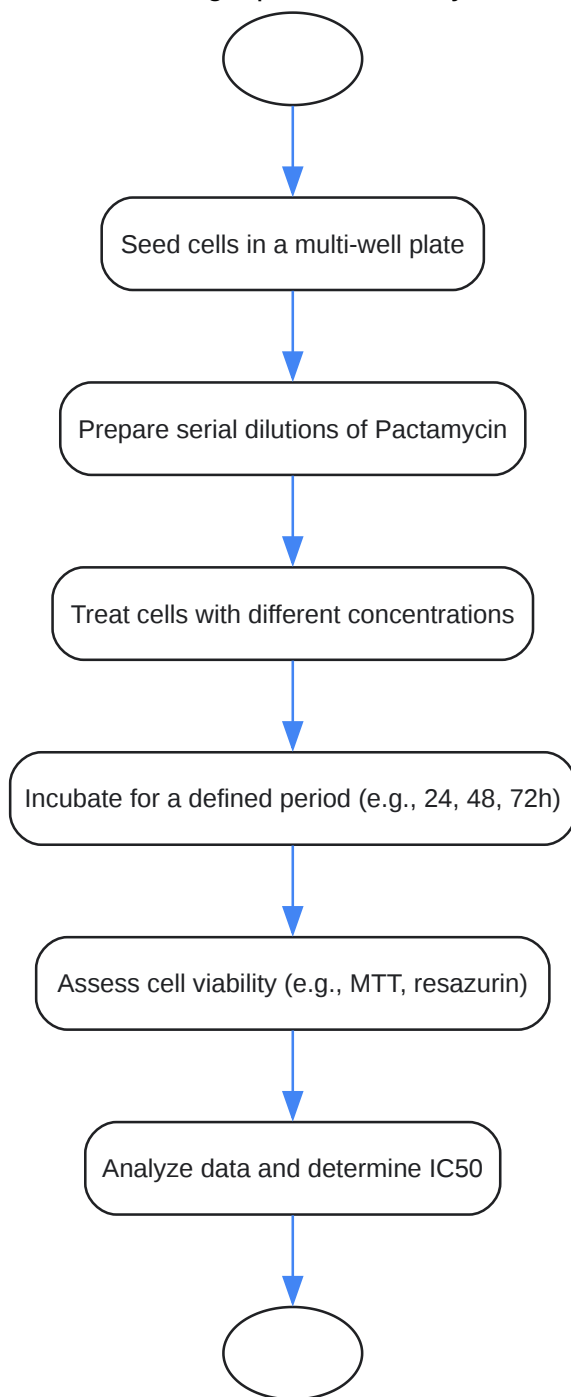 Seed cells in a multi-well plate
Prepare serial dilutions of Pactamycin
Treat cells with different concentrations
Incubate for a defined period (e.g., 24, 48, 72h)
Assess cell viability (e.g., MTT, resazurin)
Analyze data and determine IC50